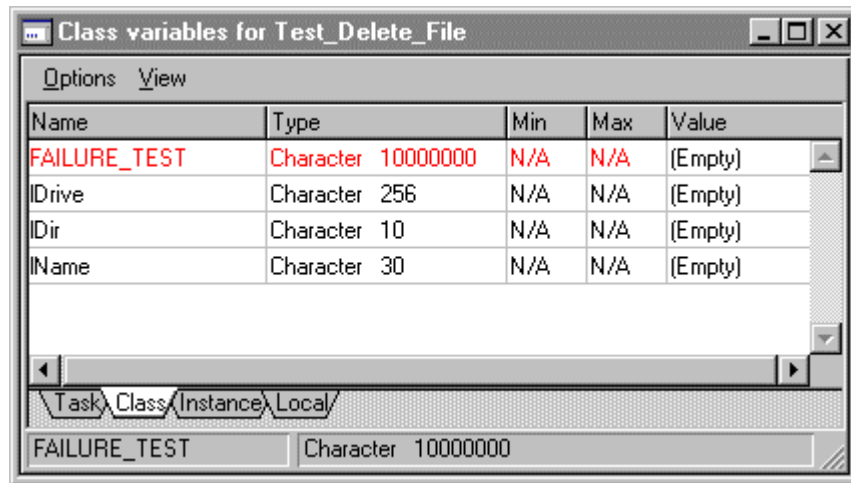 Class variables for Test_Delete_File
Options View
Name Type Min Max Value
FAILURE_TEST Character 10000000 N/A N/A (Empty)
lDrive Character 256 N/A N/A (Empty)
lDir Character 10 N/A N/A (Empty)
lName Character 30 N/A N/A (Empty)
Task Class Instance Local
FAILURE_TEST Character 10000000